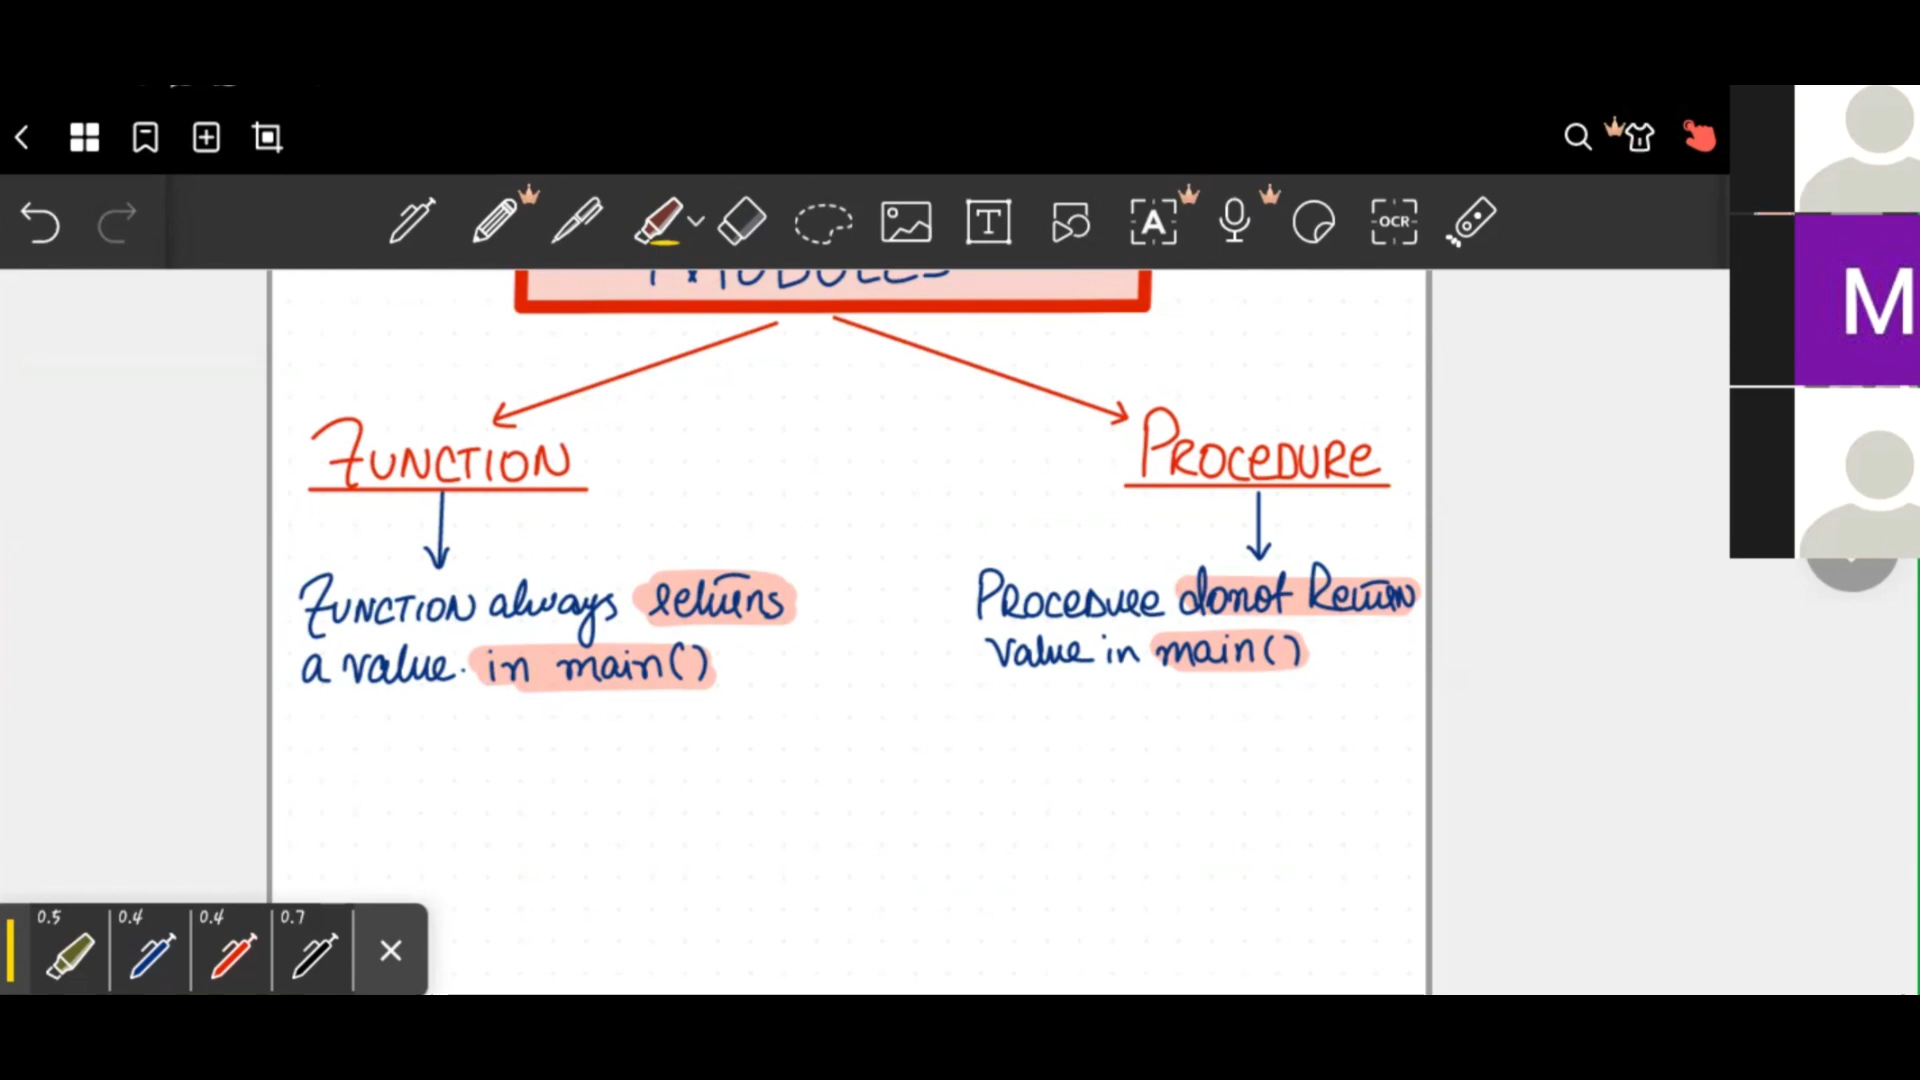 A
T
OCR
MODULES
M
FUNCTION
PROCEDURE
FUNCTION always returns
a value. in main()
PROCEDURE donot Return
value in main()
0.5 0.4 0.4 0.7